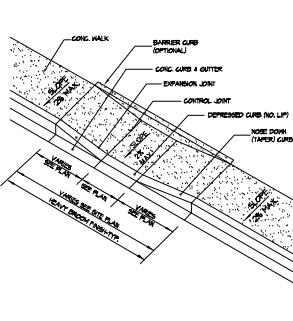 CONC. WALK
BARRIER CURB
(OPTIONAL)
CONC. CURB & GUTTER
EXPANSION JOINT
CONTROL JOINT
DEPRESSED CURB (NO. LIP)
NOSE DOWN
(TAPER) CURB
SLOPE
2% MAX
SLOPE
2%
MAX
SLOPE
2% MAX
VARIES
SEE PLAN
SEE PLAN
VARIES
SEE PLAN
VARIES SEE SITE PLAN
HEAVY BROOM FINISH-TYP.